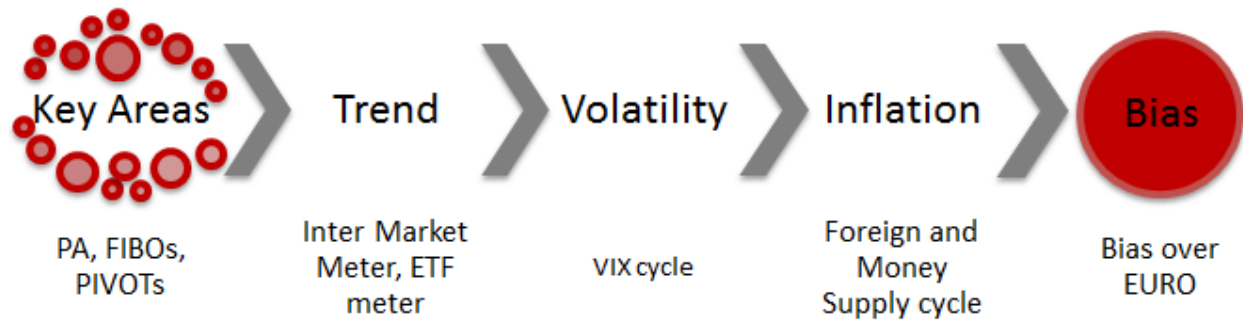 Key Areas
Trend
Volatility
Inflation
Bias
PA, FIBOs,
PIVOTs
Inter Market
Meter, ETF
meter
VIX cycle
Foreign and
Money
Supply cycle
Bias over
EURO